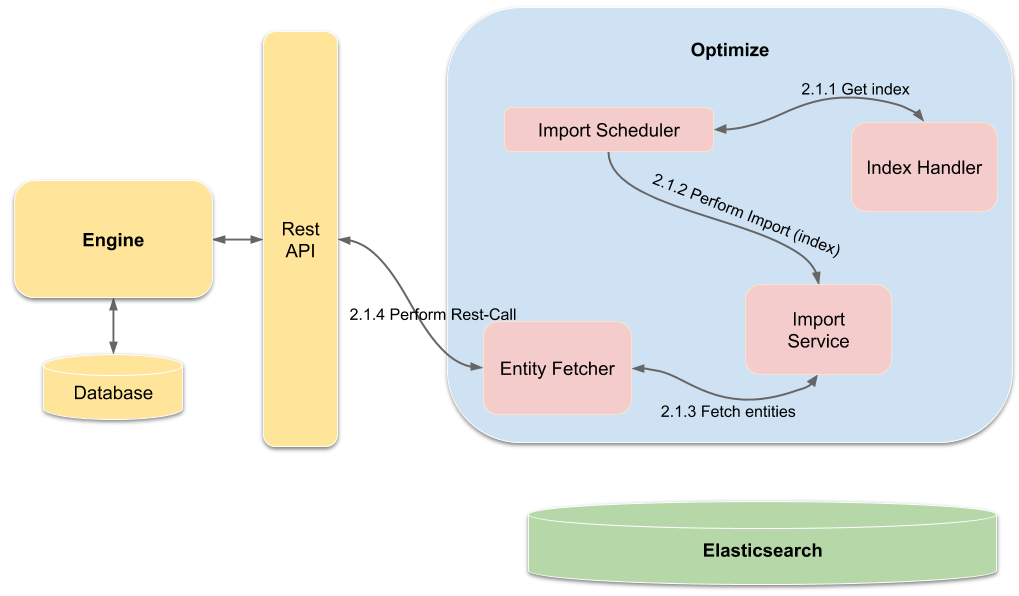 Optimize
2.1.1 Get index
Import Scheduler
Index Handler
2.1.2 Perform Import (index)
Engine
Rest
API
2.1.4 Perform Rest-Call
Import
Service
Entity Fetcher
Database
2.1.3 Fetch entities
Elasticsearch